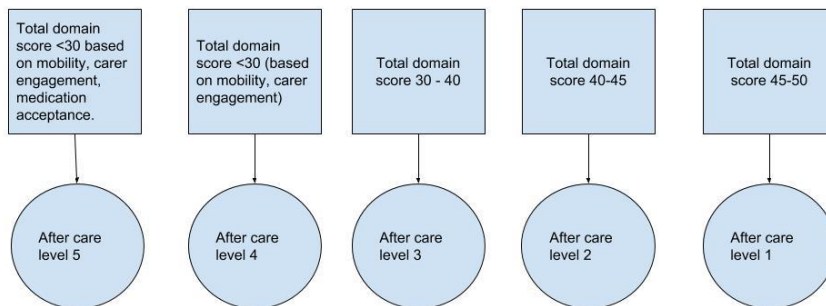 Total domain
score <30 based
on mobility, carer
engagement,
medication
acceptance.
Total domain
score <30 (based
on mobility, carer
engagement)
Total domain
score 30 - 40
Total domain
score 40-45
Total domain
score 45-50
After care
level 5
After care
level 4
After care
level 3
After care
level 2
After care
level 1